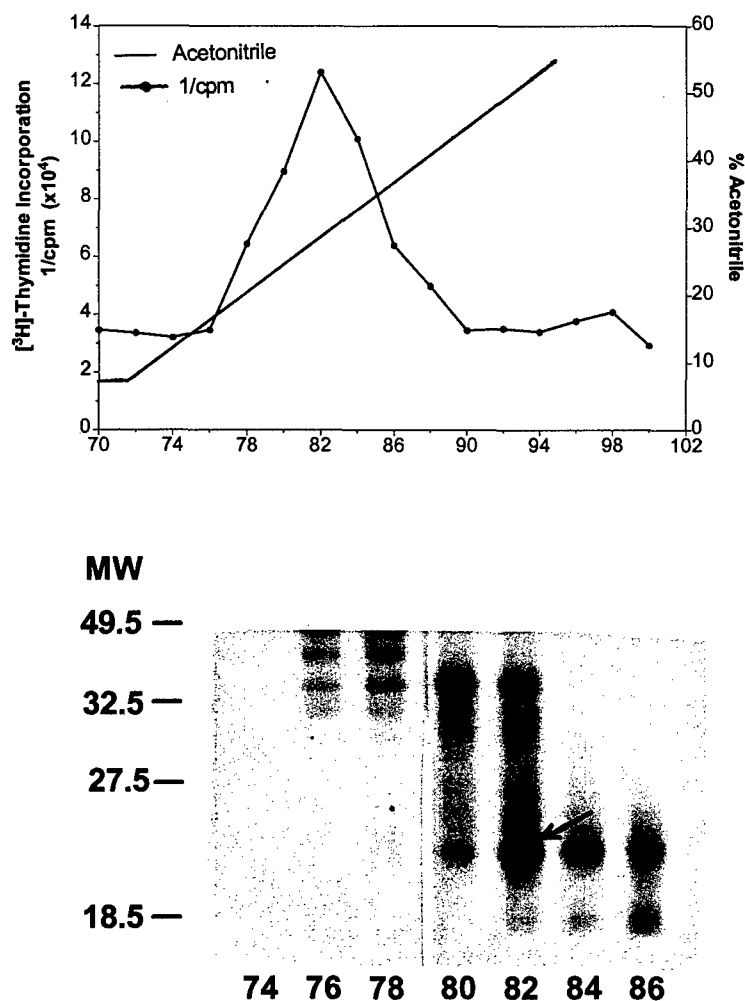 [³H]-Thymidine Incorporation
1/cpm (x10⁴)
% Acetonitrile
Acetonitrile
1/cpm
14
12
10
8
6
4
2
0
60
50
40
30
20
10
0
70 74 78 82 86 90 94 98 102
MW
49.5
32.5
27.5
18.5
74 76 78 80 82 84 86